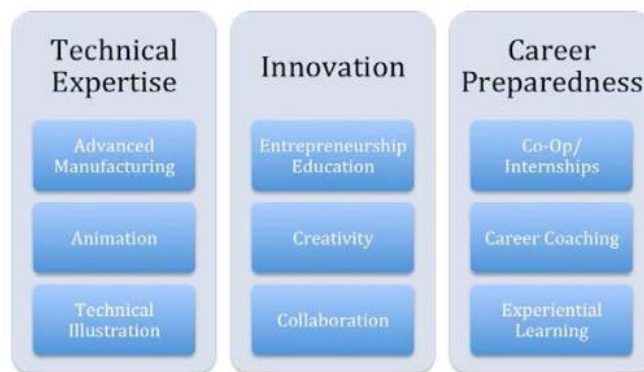 Technical
Expertise
Advanced
Manufacturing
Animation
Technical
Illustration
Innovation
Entrepreneurship
Education
Creativity
Collaboration
Career
Preparedness
Co-Op/
Internships
Career Coaching
Experiential
Learning